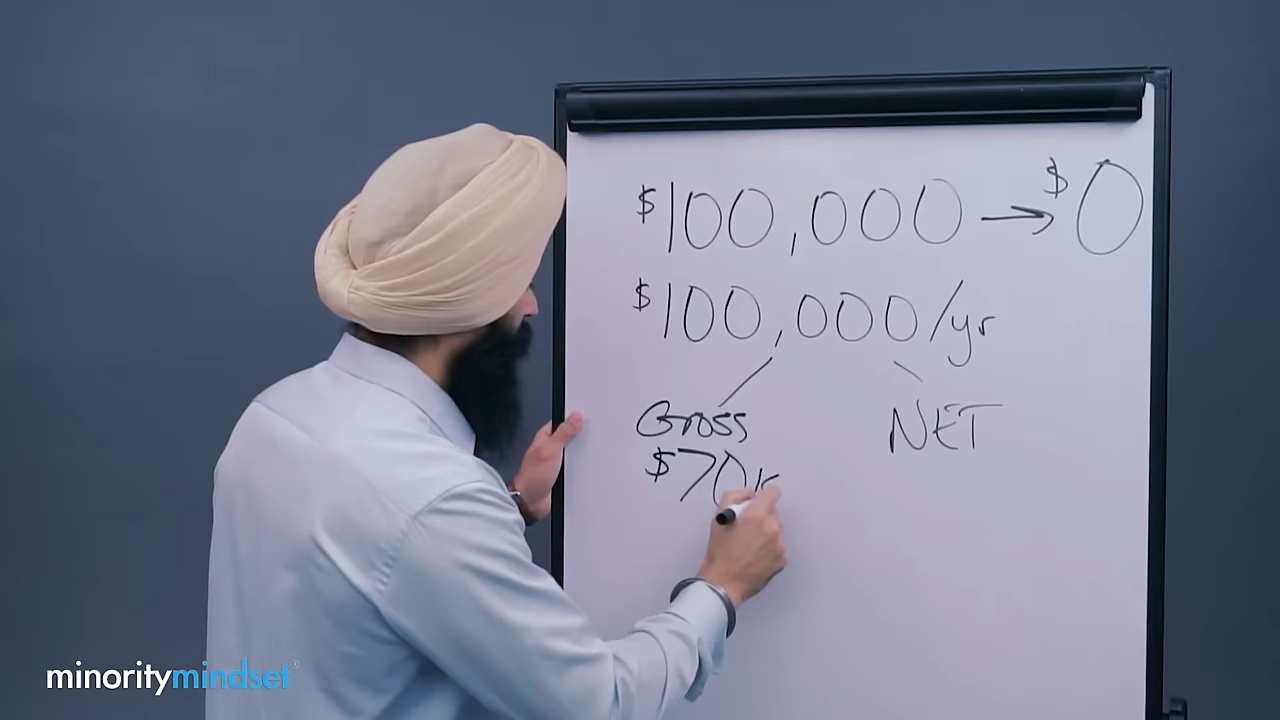 $100,000 → $0
$100,000/yr
Gross NET
$70k
minoritymindset®